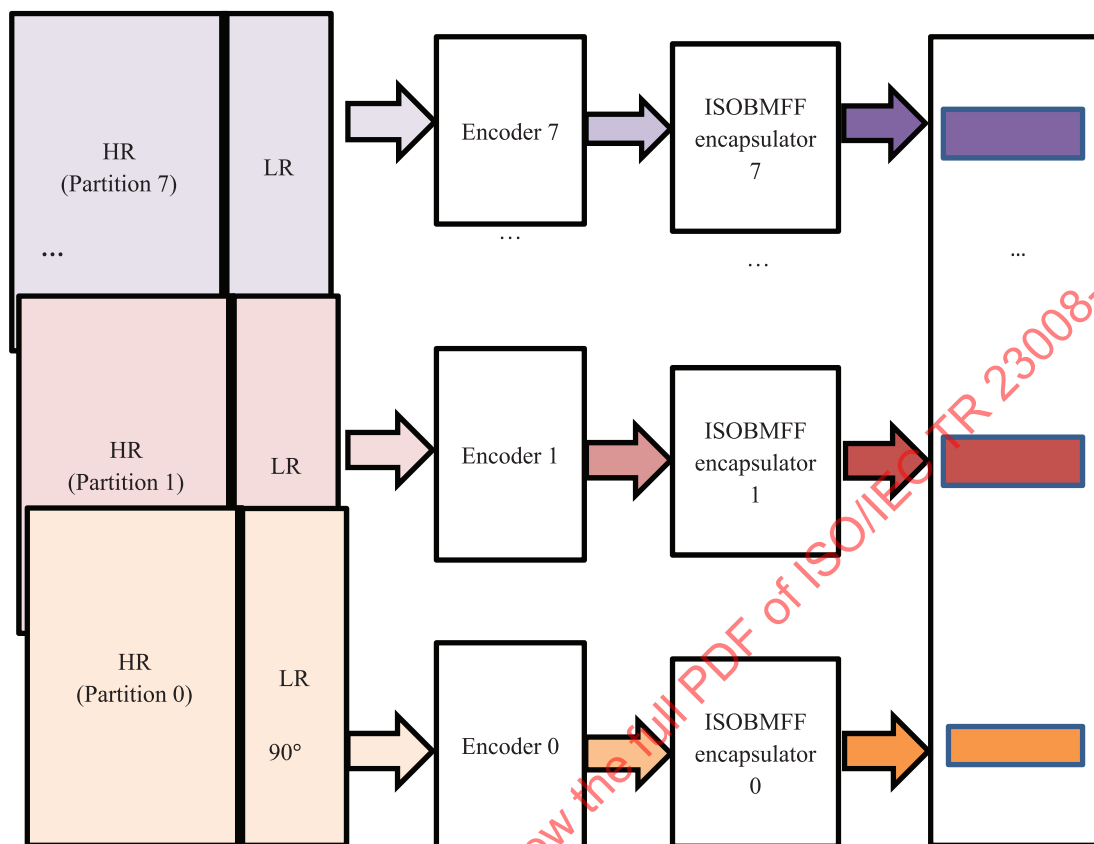 HR
(Partition 7)
LR
...
Encoder 7
...
ISOBMFF
encapsulator
7
...
...
HR
(Partition 1)
LR
Encoder 1
ISOBMFF
encapsulator
1
HR
(Partition 0)
LR
90°
Encoder 0
ISOBMFF
encapsulator
0
the full PDF of ISO/IEC TR 23008-